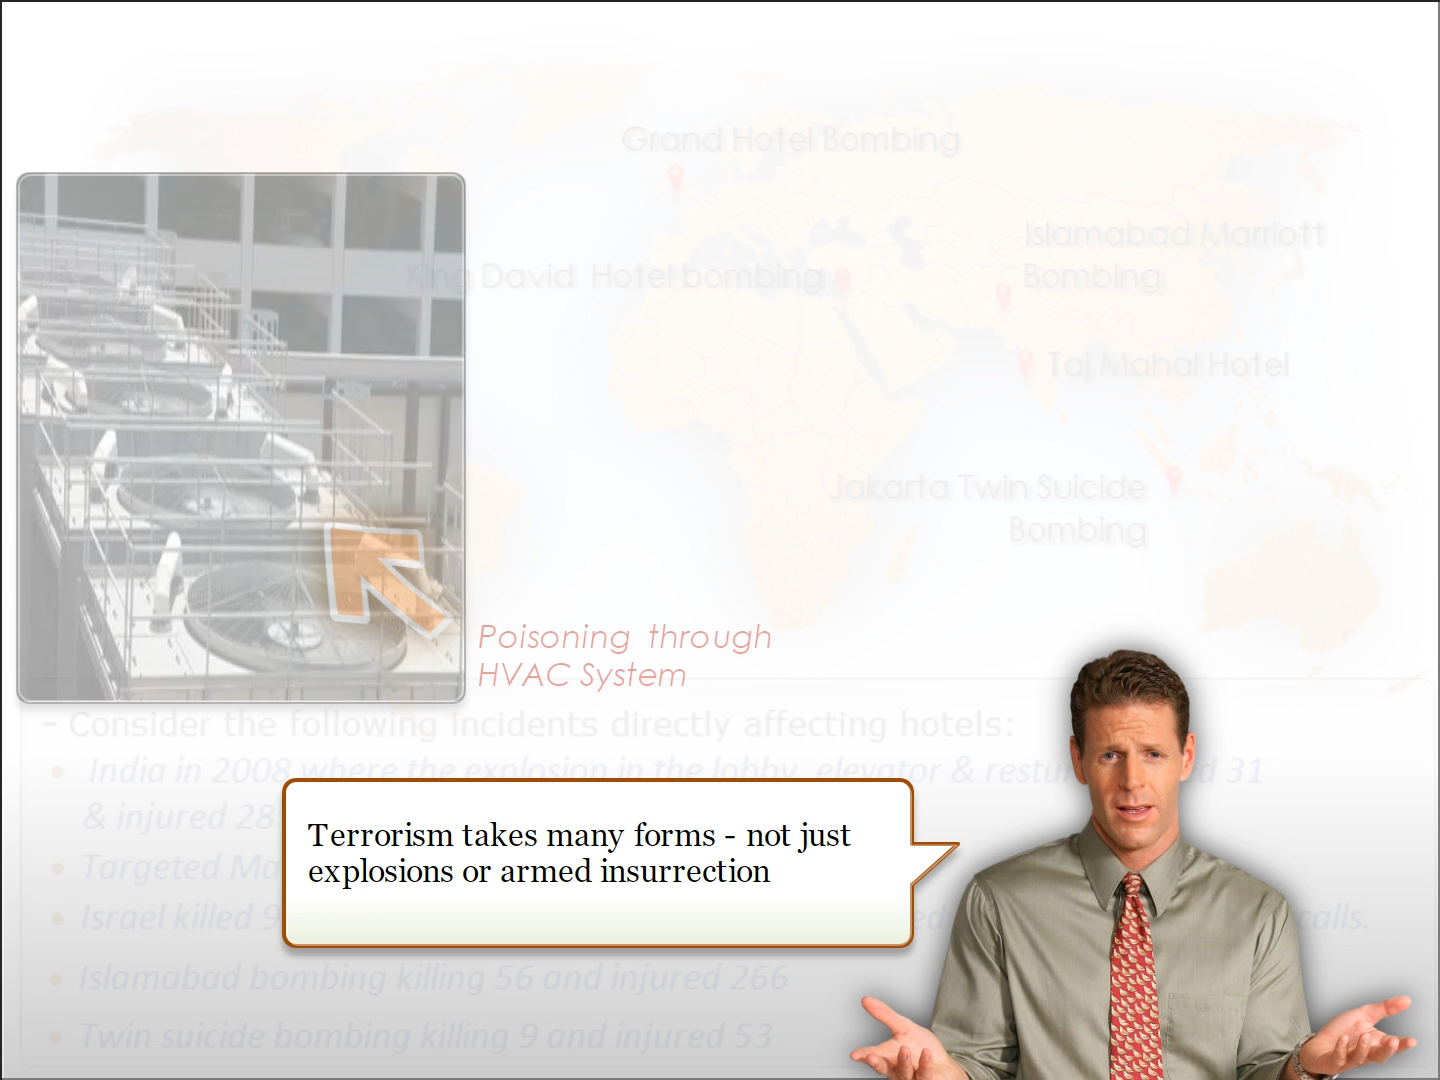 Grand Hotel Bombing
Islamabad Marriott
Bombing
King David Hotel bombing
Taj Mahal Hotel
Jakarta Twin Suicide
Bombing
Poisoning through
HVAC System
- Consider the following incidents directly affecting hotels:
• India in 2008 where the explosion in the lobby, elevator & 31
& injured 28
• Targeted
• Israel killed 9 calls.
Terrorism takes many forms - not just
explosions or armed insurrection
• Islamabad bombing killing 56 and injured 266
• Twin suicide bombing killing 9 and injured 53